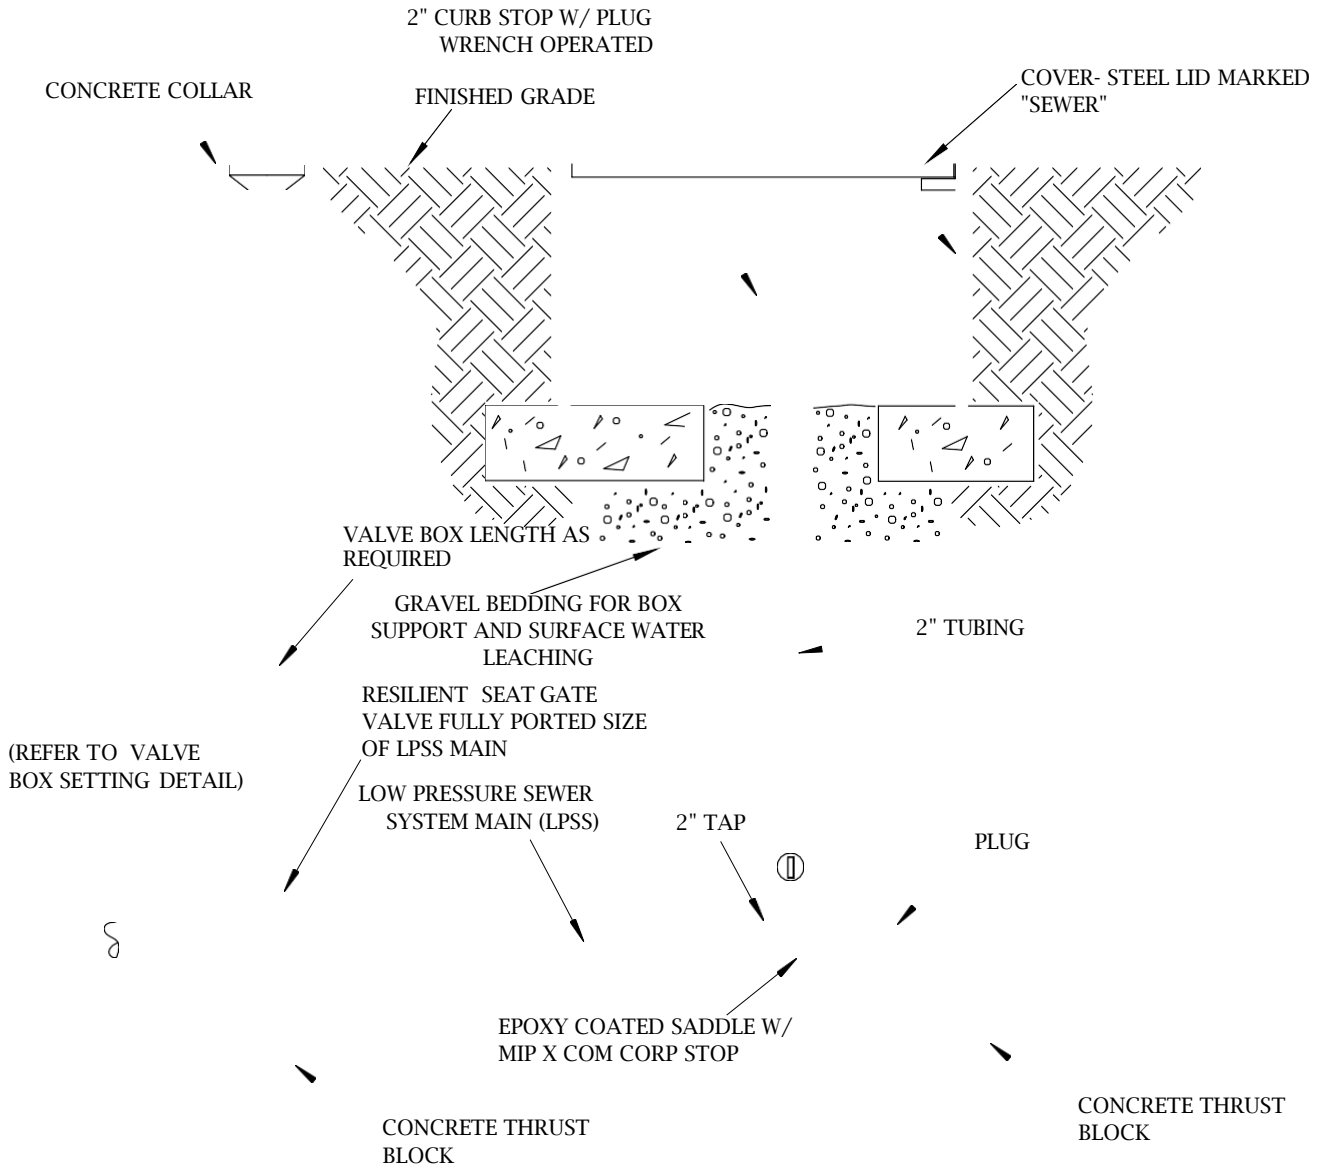 2" CURB STOP W/ PLUG
WRENCH OPERATED
CONCRETE COLLAR
FINISHED GRADE
COVER- STEEL LID MARKED
"SEWER"
VALVE BOX LENGTH AS
REQUIRED
GRAVEL BEDDING FOR BOX
SUPPORT AND SURFACE WATER
LEACHING
2" TUBING
RESILIENT SEAT GATE
VALVE FULLY PORTED SIZE
OF LPSS MAIN
(REFER TO VALVE
BOX SETTING DETAIL)
LOW PRESSURE SEWER
SYSTEM MAIN (LPSS)
2" TAP
PLUG
EPOXY COATED SADDLE W/
MIP X COM CORP STOP
CONCRETE THRUST
BLOCK
CONCRETE THRUST
BLOCK